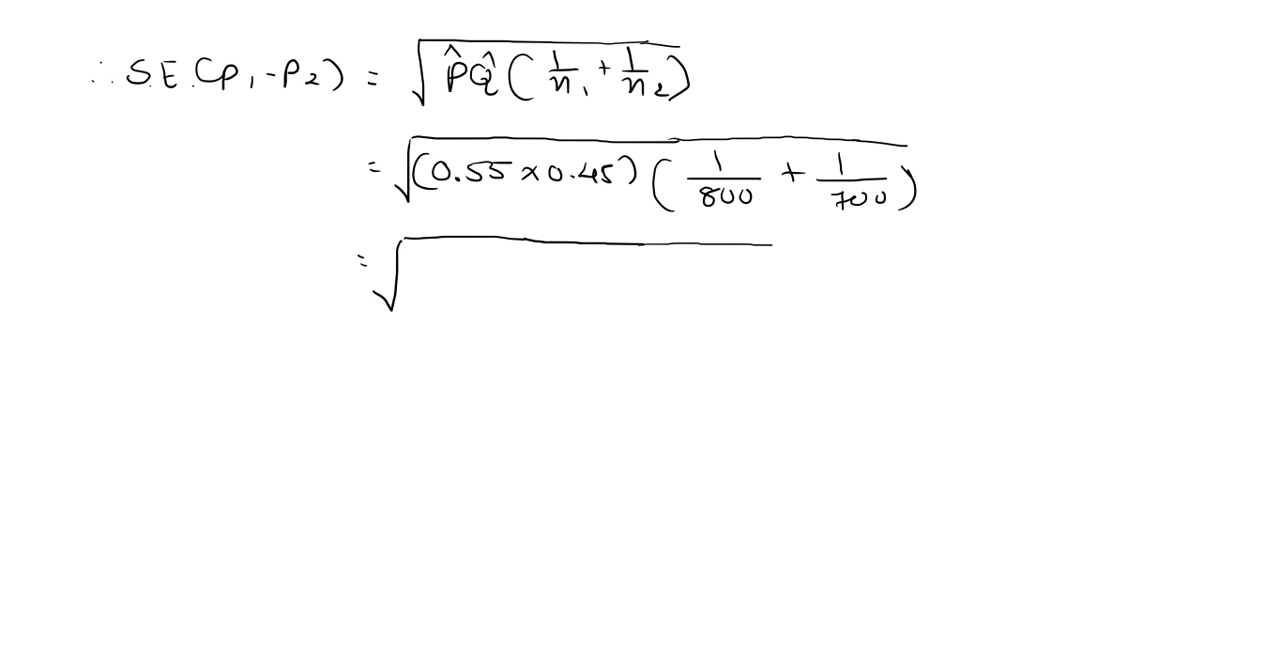 ∴ S.E.(p₁-p₂) = √(P̂Q̂(1/n₁ + 1/n₂))
= √((0.55 × 0.45)(1/800 + 1/700))
= √